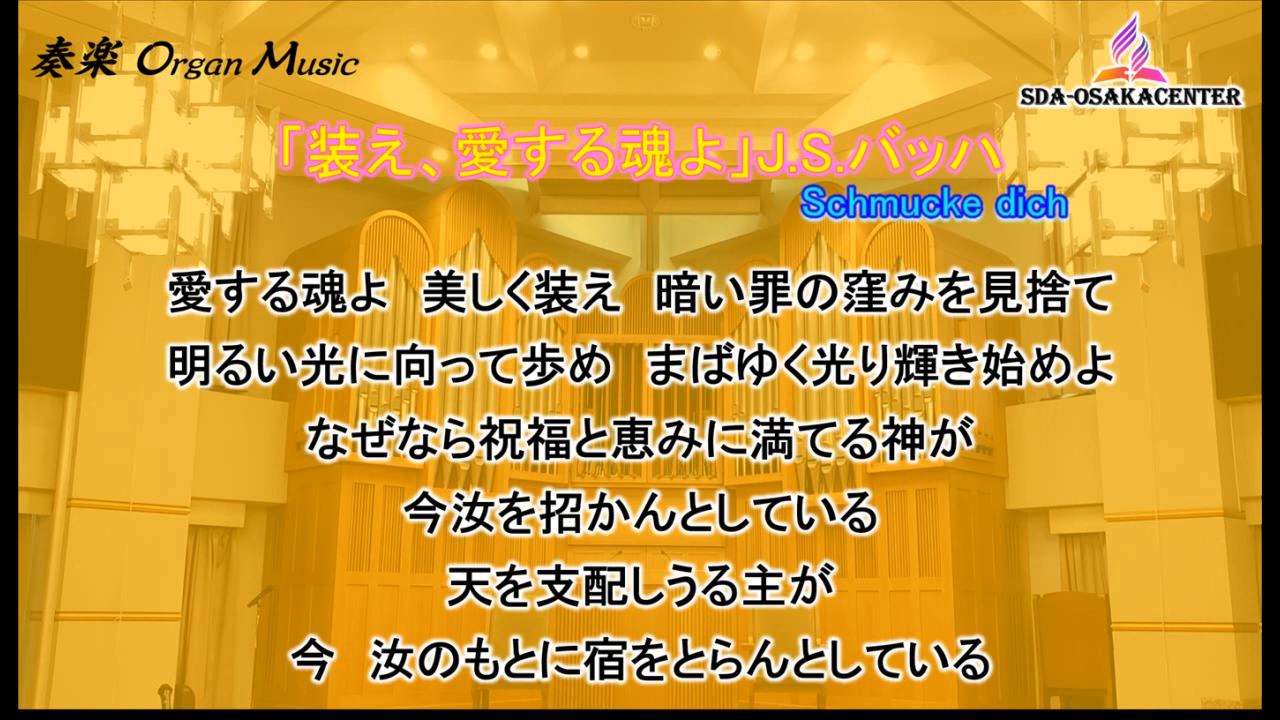 奏楽 Organ Music
SDA-OSAKACENTER
「装え、愛する魂よ」J.S.バッハ
Schmucke dich
愛する魂よ　美しく装え　暗い罪の窪みを見捨て
明るい光に向って歩め　まばゆく光り輝き始めよ
なぜなら祝福と恵みに満てる神が
今汝を招かんとしている
天を支配しうる主が
今　汝のもとに宿をとらんとしている